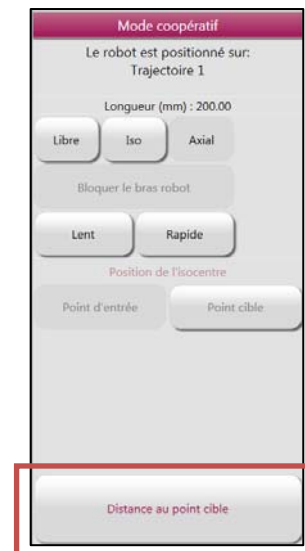 Mode coopératif
Le robot est positionné sur:
Trajectoire 1
Longueur (mm) : 200.00
Libre Iso Axial
Bloquer le bras robot
Lent Rapide
Position de l'isocentre
Point d'entrée Point cible
Distance au point cible